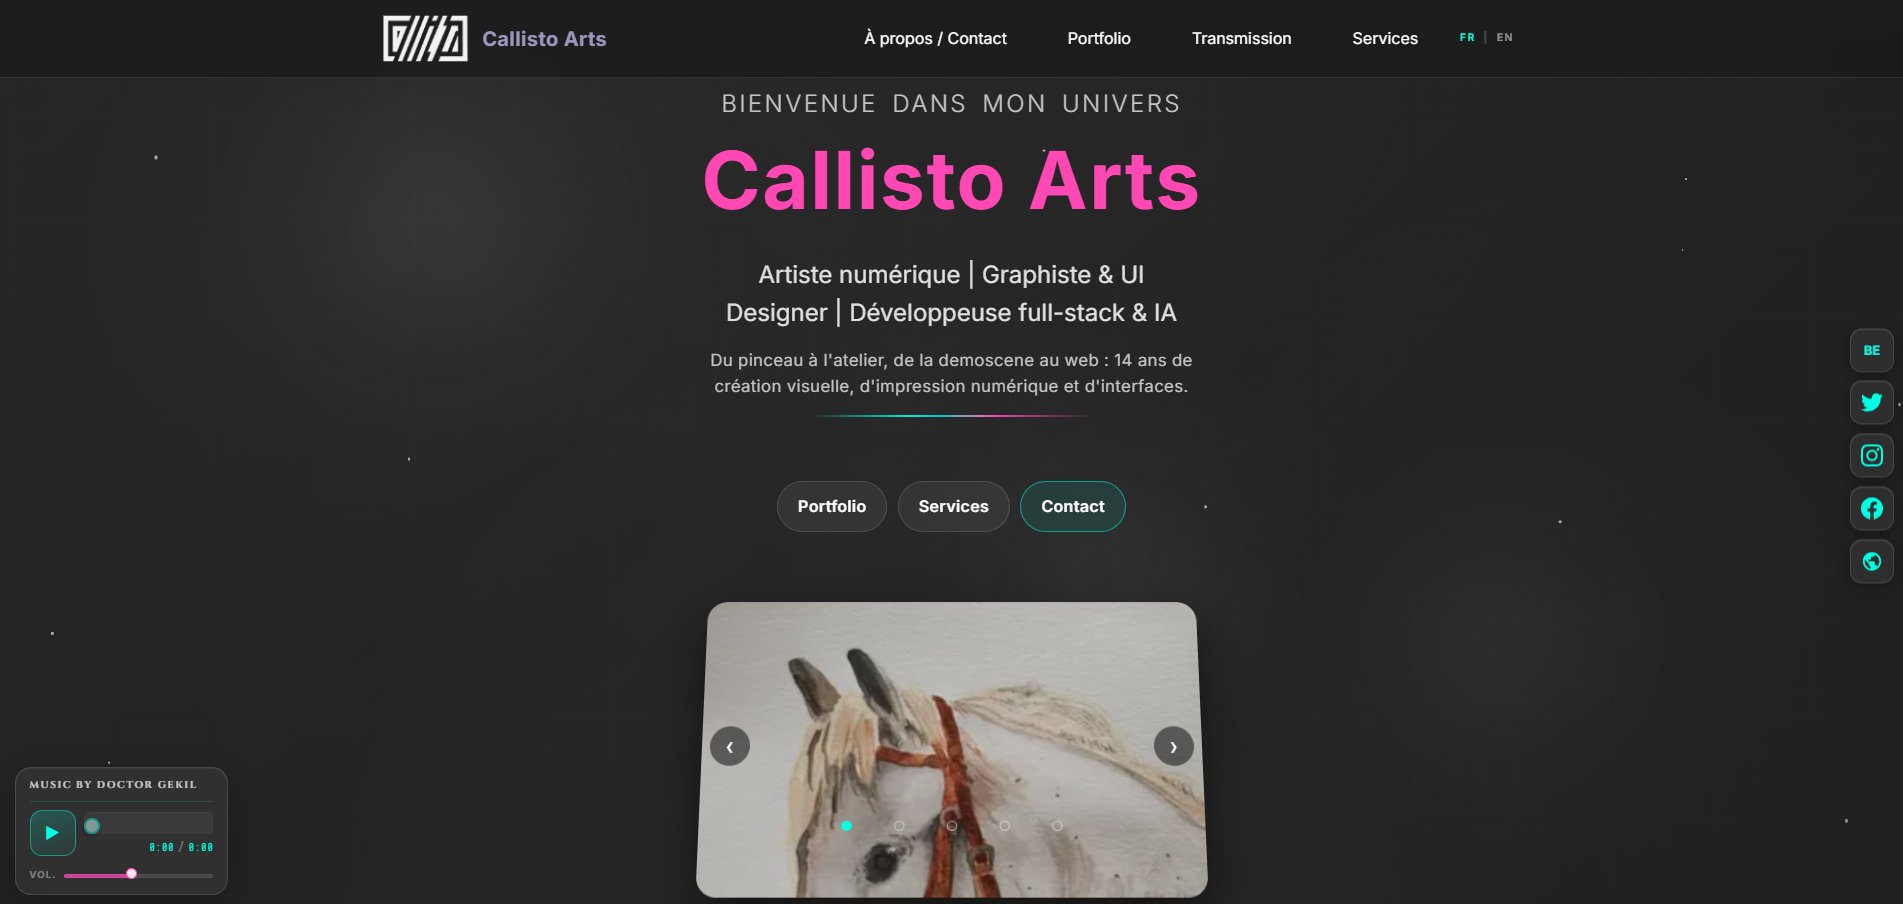 Callisto Arts
À propos / Contact
Portfolio
Transmission
Services
FR | EN
BIENVENUE DANS MON UNIVERS
Callisto Arts
Artiste numérique | Graphiste & UI
Designer | Développeuse full-stack & IA
Du pinceau à l'atelier, de la demoscene au web : 14 ans de
création visuelle, d'impression numérique et d'interfaces.
Portfolio
Services
Contact
BE
MUSIC BY DOCTOR GEKIL
0:00 / 0:00
VOL.